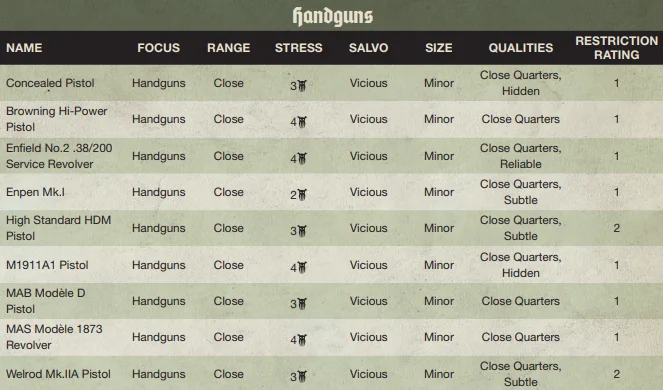 Handguns
NAME FOCUS RANGE STRESS SALVO SIZE QUALITIES RESTRICTION RATING
Concealed Pistol Handguns Close 3 Vicious Minor Close Quarters, Hidden 1
Browning Hi-Power Pistol Handguns Close 4 Vicious Minor Close Quarters 1
Enfield No.2 .38/200 Service Revolver Handguns Close 4 Vicious Minor Close Quarters, Reliable 1
Enpen Mk.I Handguns Close 2 Vicious Minor Close Quarters, Subtle 1
High Standard HDM Pistol Handguns Close 3 Vicious Minor Close Quarters, Subtle 2
M1911A1 Pistol Handguns Close 4 Vicious Minor Close Quarters, Hidden 1
MAB Modèle D Pistol Handguns Close 3 Vicious Minor Close Quarters 1
MAS Modèle 1873 Revolver Handguns Close 4 Vicious Minor Close Quarters 1
Welrod Mk.IIA Pistol Handguns Close 3 Vicious Minor Close Quarters, Subtle 2